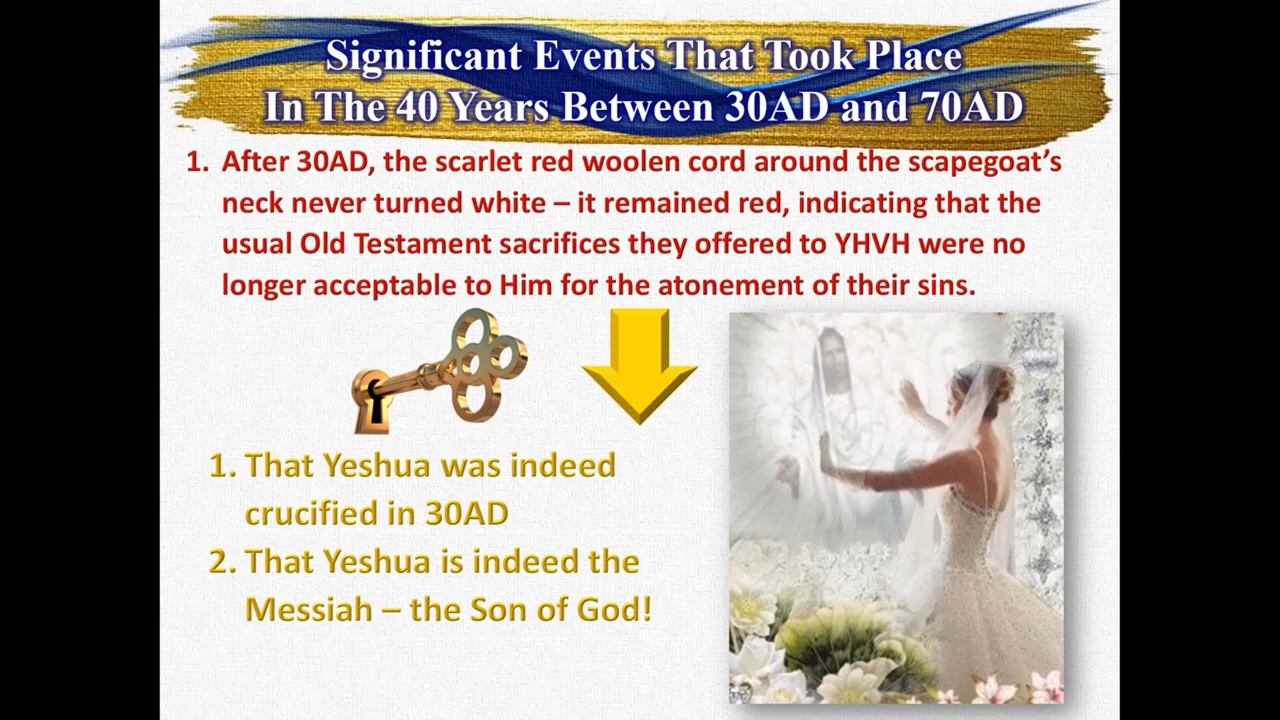 Significant Events That Took Place
In The 40 Years Between 30AD and 70AD
1. After 30AD, the scarlet red woolen cord around the scapegoat’s
neck never turned white – it remained red, indicating that the
usual Old Testament sacrifices they offered to YHVH were no
longer acceptable to Him for the atonement of their sins.
1. That Yeshua was indeed
crucified in 30AD
2. That Yeshua is indeed the
Messiah – the Son of God!